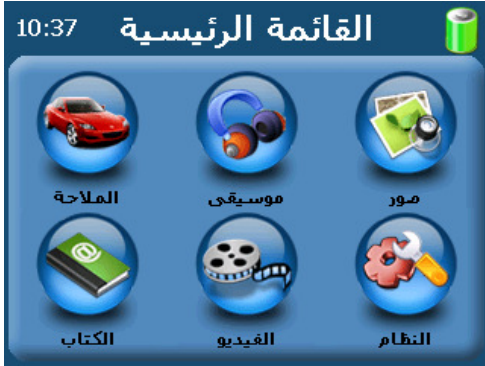 القائمة الرئيسية 10:37
صور موسيقى الملاحة
النظام الفيديو الكتاب